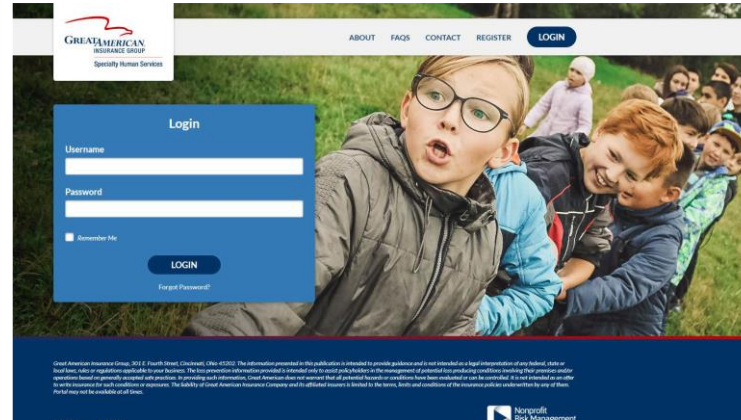 GREATAMERICAN.
INSURANCE GROUP
Specialty Human Services
ABOUT FAQS CONTACT REGISTER LOGIN
Login
Username
Password
Remember Me
LOGIN
Forgot Password?
Great American Insurance Group, 301 E. Fourth Street, Cincinnati, Ohio 45202. The information presented in this publication is intended to provide guidance and is not intended as a legal interpretation of any federal, state or
local laws, rules or regulations applicable to your business. The loss prevention information provided is intended only to assist policyholders in the management of potential loss producing conditions involving their premises and/or
operations based on generally accepted safe practices. In providing such information, Great American does not warrant that all potential hazards or conditions have been evaluated or can be controlled. It is not intended as an offer
to write insurance for such conditions or exposures. The liability of Great American Insurance Company and its affiliated insurers is limited to the terms, limits and conditions of the insurance policies underwritten by any of them.
Portal may not be available at all times.
Nonprofit
Risk Management